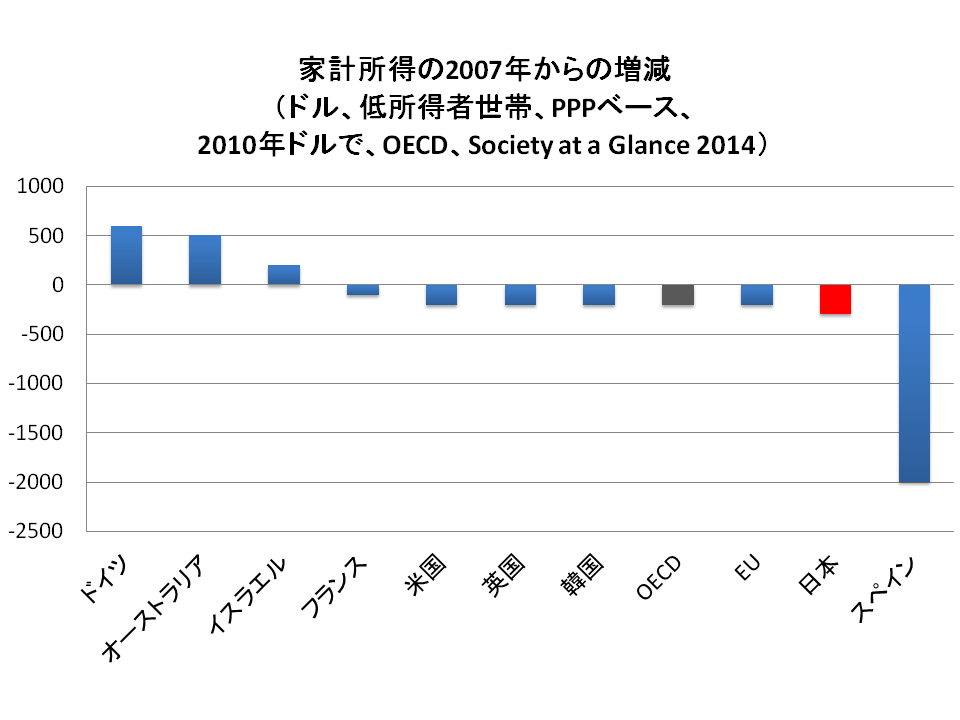 家計所得の2007年からの増減
（ドル、低所得者世帯、PPPベース、
2010年ドルで、OECD、Society at a Glance 2014）
1000
500
0
-500
-1000
-1500
-2000
-2500
ドイツ
オーストラリア
イスラエル
フランス
米国
英国
韓国
OECD
EU
日本
スペイン